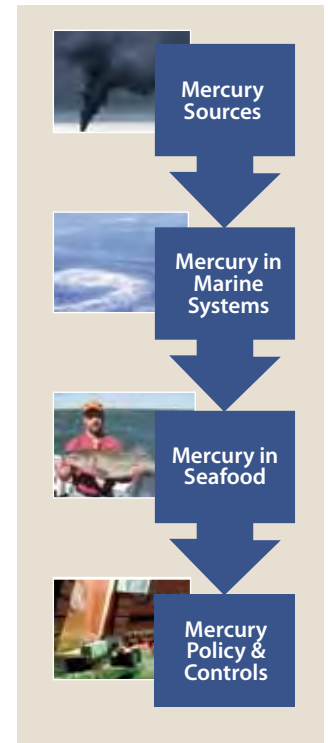 Mercury
Sources
Mercury in
Marine
Systems
Mercury in
Seafood
Mercury
Policy &
Controls